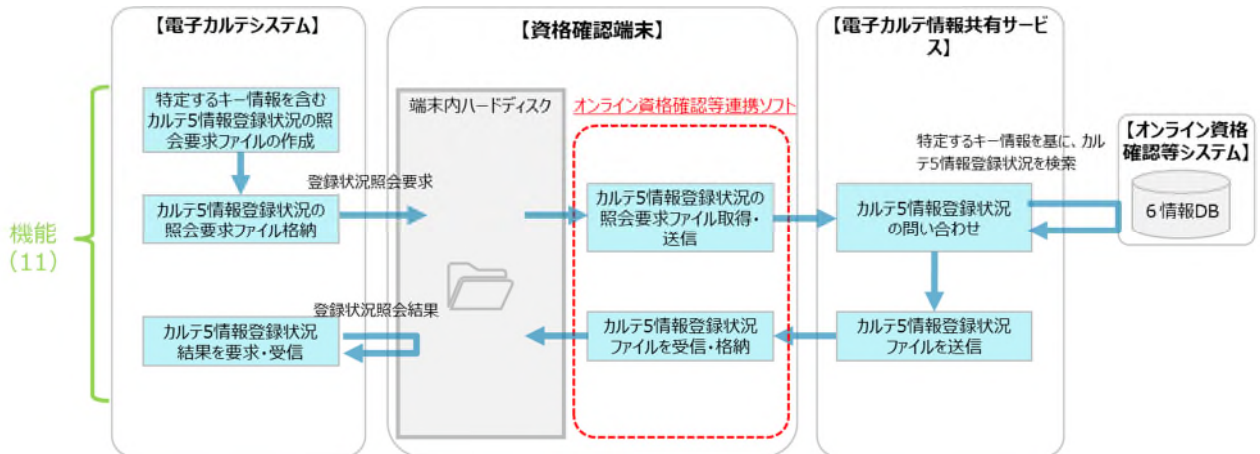 【電子カルテシステム】
【資格確認端末】
【電子カルテ情報共有サービ
ス】
機能
(11)
特定するキー情報を含む
カルテ5情報登録状況の照
会要求ファイルの作成
カルテ5情報登録状況の
照会要求ファイル格納
登録状況照会要求
端末内ハードディスク
オンライン資格確認等連携ソフト
カルテ5情報登録状況の
照会要求ファイル取得・
送信
特定するキー情報を基に、カル
テ5情報登録状況を検索
カルテ5情報登録状況
の問い合わせ
【オンライン資格
確認等システム】
6情報DB
カルテ5情報登録状況
ファイルを送信
カルテ5情報登録状況
ファイルを受信・格納
登録状況照会結果
カルテ5情報登録状況
結果を要求・受信